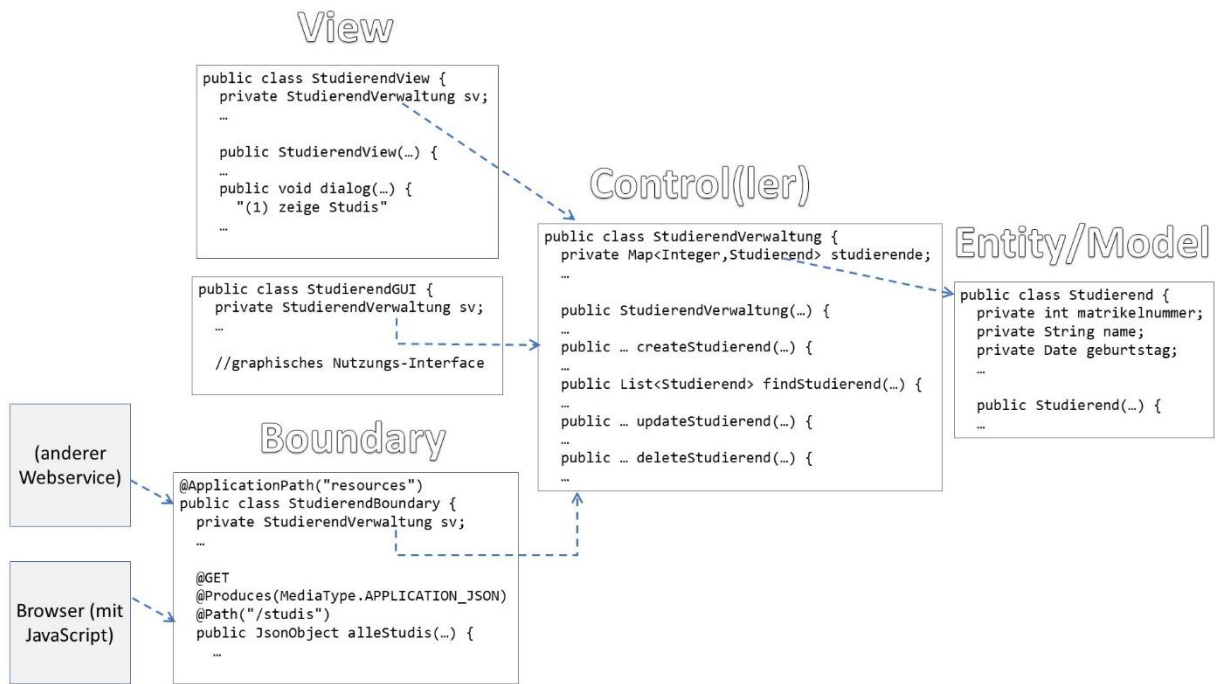 View
public class StudierendView {
private StudierendVerwaltung sv;
…
public StudierendView(…) {
…
public void dialog(…) {
"(1) zeige Studis"
…
public class StudierendGUI {
private StudierendVerwaltung sv;
…
//graphisches Nutzungs-Interface
Boundary
(anderer
Webservice)
Browser (mit
JavaScript)
@ApplicationPath("resources")
public class StudierendBoundary {
private StudierendVerwaltung sv;
…
@GET
@Produces(MediaType.APPLICATION_JSON)
@Path("/studis")
public JsonObject alleStudis(…) {
…
Control(ler)
public class StudierendVerwaltung {
private Map<Integer,Studierend> studierende;
…
public StudierendVerwaltung(…) {
…
public … createStudierend(…) {
…
public List<Studierend> findStudierend(…) {
…
public … updateStudierend(…) {
…
public … deleteStudierend(…) {
…
Entity/Model
public class Studierend {
private int matrikelnummer;
private String name;
private Date geburtstag;
…
public Studierend(…) {
…